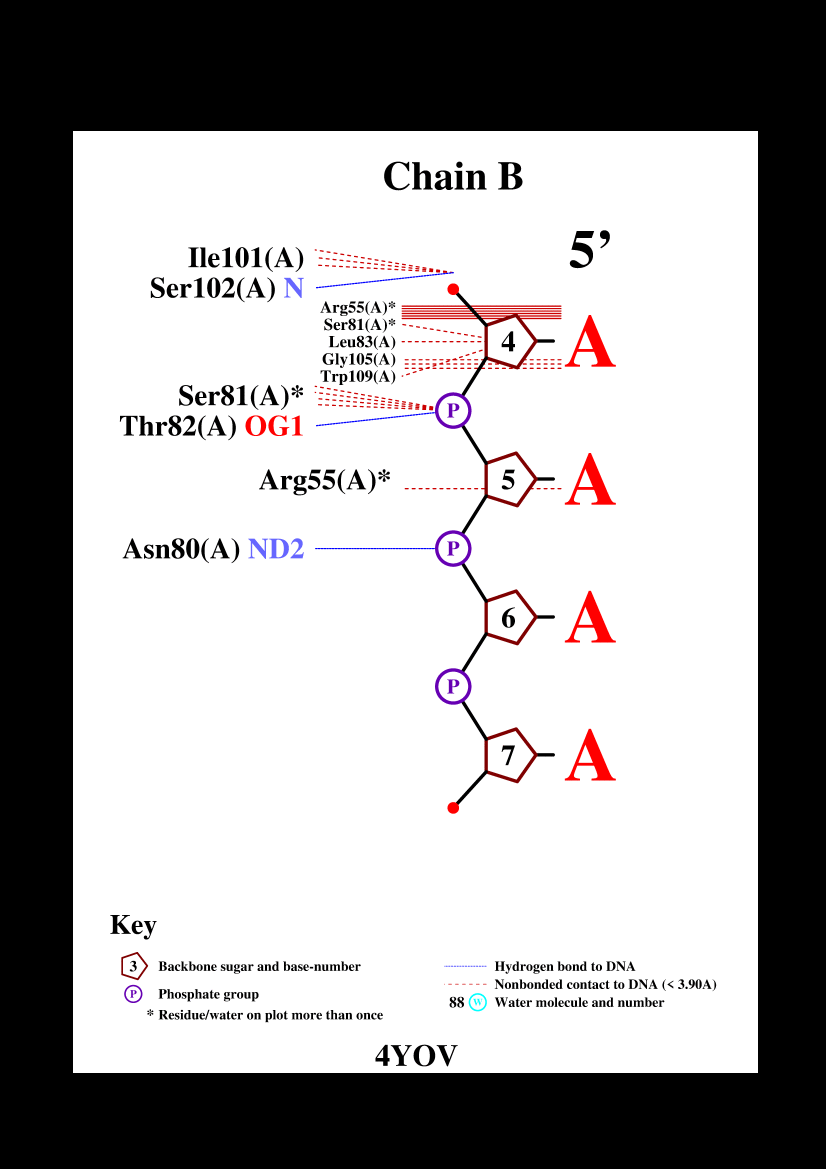 Chain B
5’
Ile101(A)
Ser102(A) N
Arg55(A)*
Ser81(A)*
Leu83(A)
Gly105(A)
Trp109(A)
4 A
Ser81(A)*
P
Thr82(A) OG1
Arg55(A)*
5 A
Asn80(A) ND2
P
6 A
P
7 A
Key
3 Backbone sugar and base-number
P Phosphate group
* Residue/water on plot more than once
Hydrogen bond to DNA
Nonbonded contact to DNA (< 3.90A)
88 W Water molecule and number
4YOV